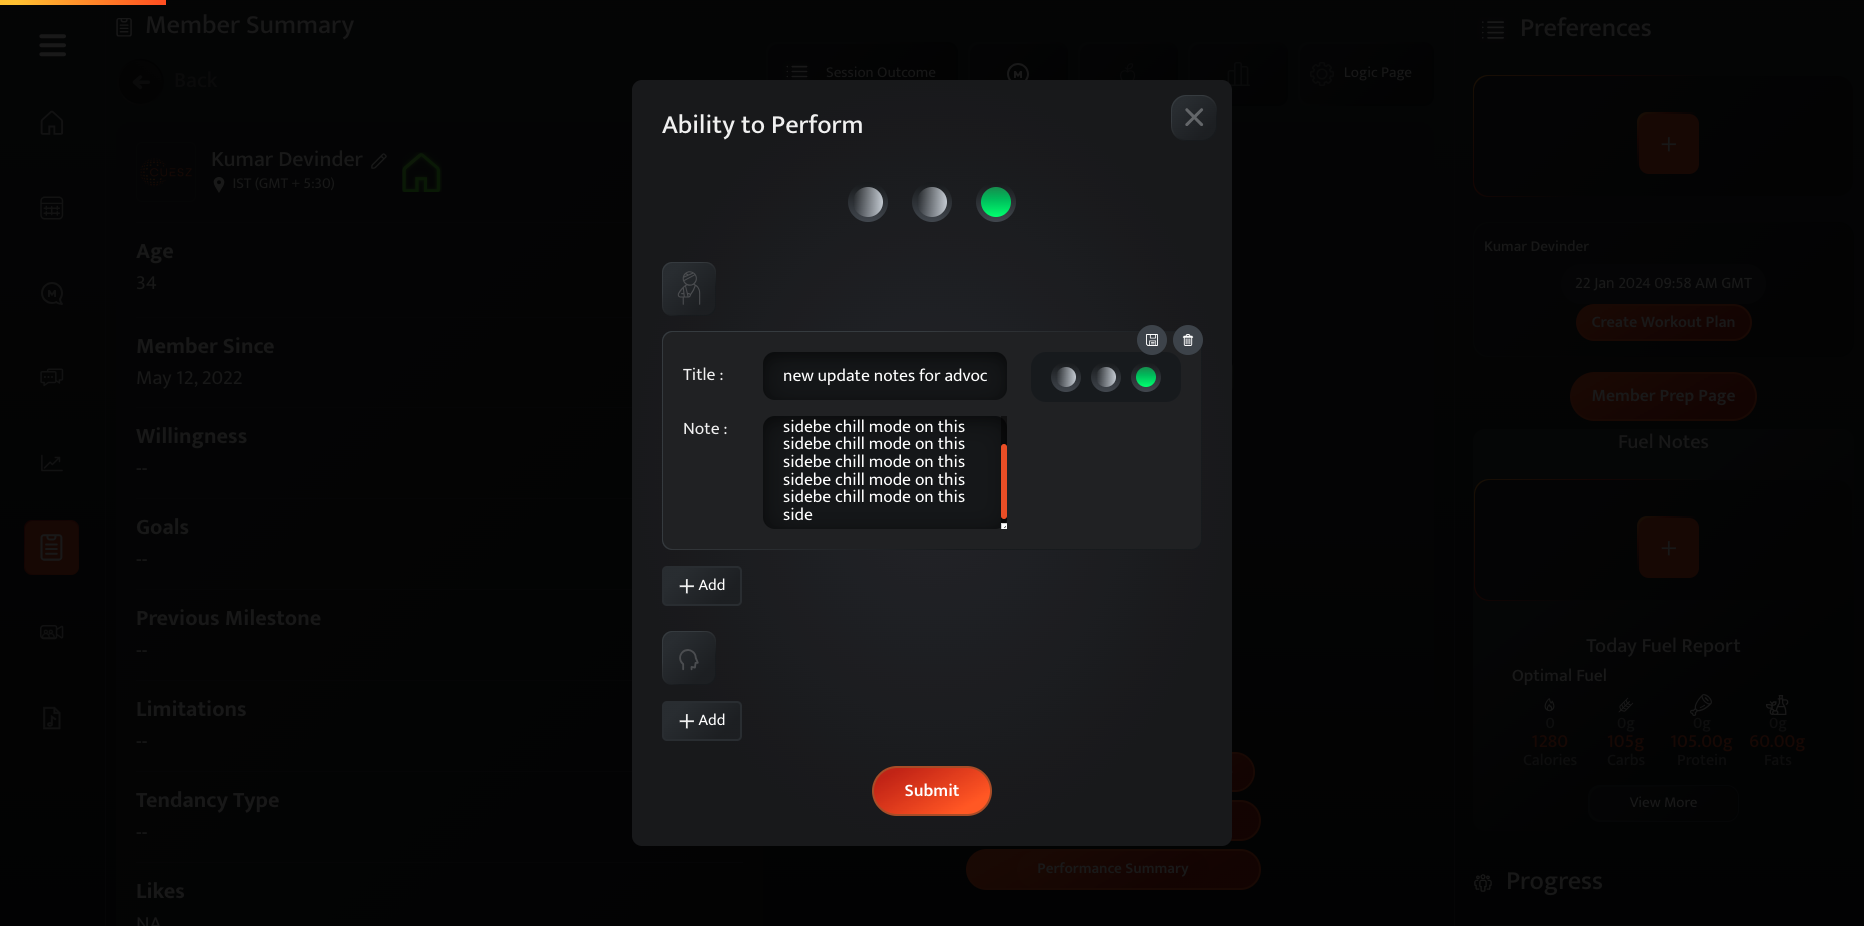 Member Summary
Back
Session Outcome
M
Logic Page
Preferences
Kumar Devinder
IST (GMT + 5:30)
Age
34
Member Since
May 12, 2022
Willingness
--
Goals
--
Previous Milestone
--
Limitations
--
Tendancy Type
--
Likes
NA
M
Ability to Perform
Title :
new update notes for advoc
Note :
sidebe chill mode on this
sidebe chill mode on this
sidebe chill mode on this
sidebe chill mode on this
sidebe chill mode on this
side
Add
Add
Submit
Performance Summary
Kumar Devinder
22 Jan 2024 09:58 AM GMT
Create Workout Plan
Member Prep Page
Fuel Notes
Today Fuel Report
Optimal Fuel
0 0g 0g 0g
1280 105g 105.00g 60.00g
Calories Carbs Protein Fats
View More
Progress